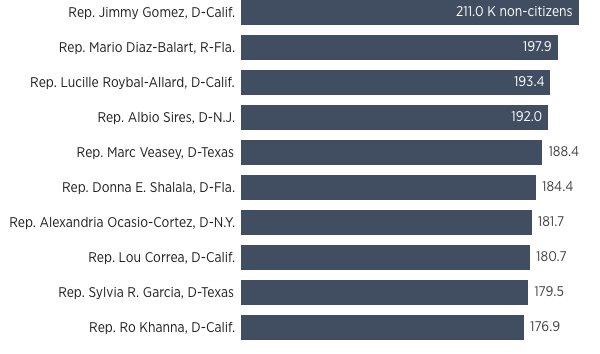 Rep. Jimmy Gomez, D-Calif. 211.0 K non-citizens
Rep. Mario Diaz-Balart, R-Fla. 197.9
Rep. Lucille Roybal-Allard, D-Calif. 193.4
Rep. Albio Sires, D-N.J. 192.0
Rep. Marc Veasey, D-Texas 188.4
Rep. Donna E. Shalala, D-Fla. 184.4
Rep. Alexandria Ocasio-Cortez, D-N.Y. 181.7
Rep. Lou Correa, D-Calif. 180.7
Rep. Sylvia R. Garcia, D-Texas 179.5
Rep. Ro Khanna, D-Calif. 176.9